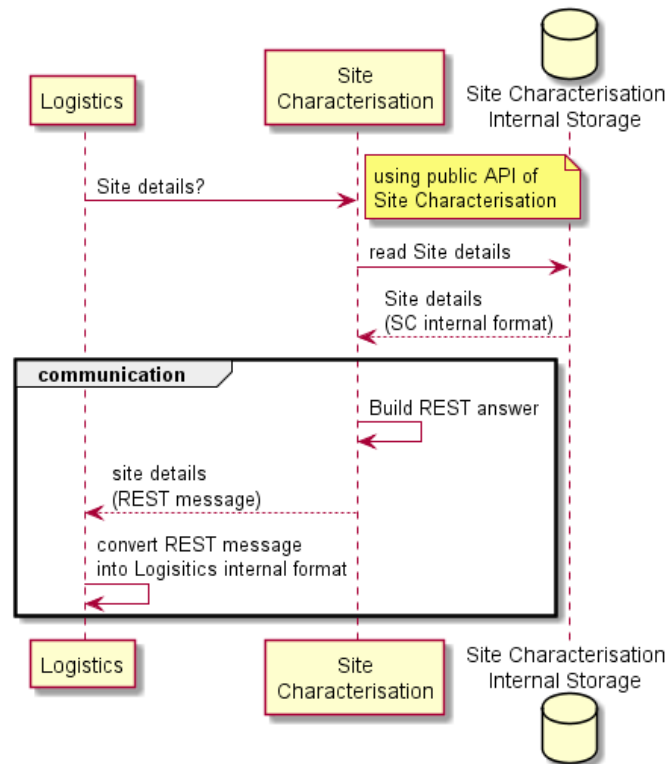 Logistics
Site
Characterisation
Site Characterisation
Internal Storage
Site details?
using public API of
Site Characterisation
read Site details
Site details
(SC internal format)
communication
Build REST answer
site details
(REST message)
convert REST message
into Logisitics internal format
Logistics
Site
Characterisation
Site Characterisation
Internal Storage